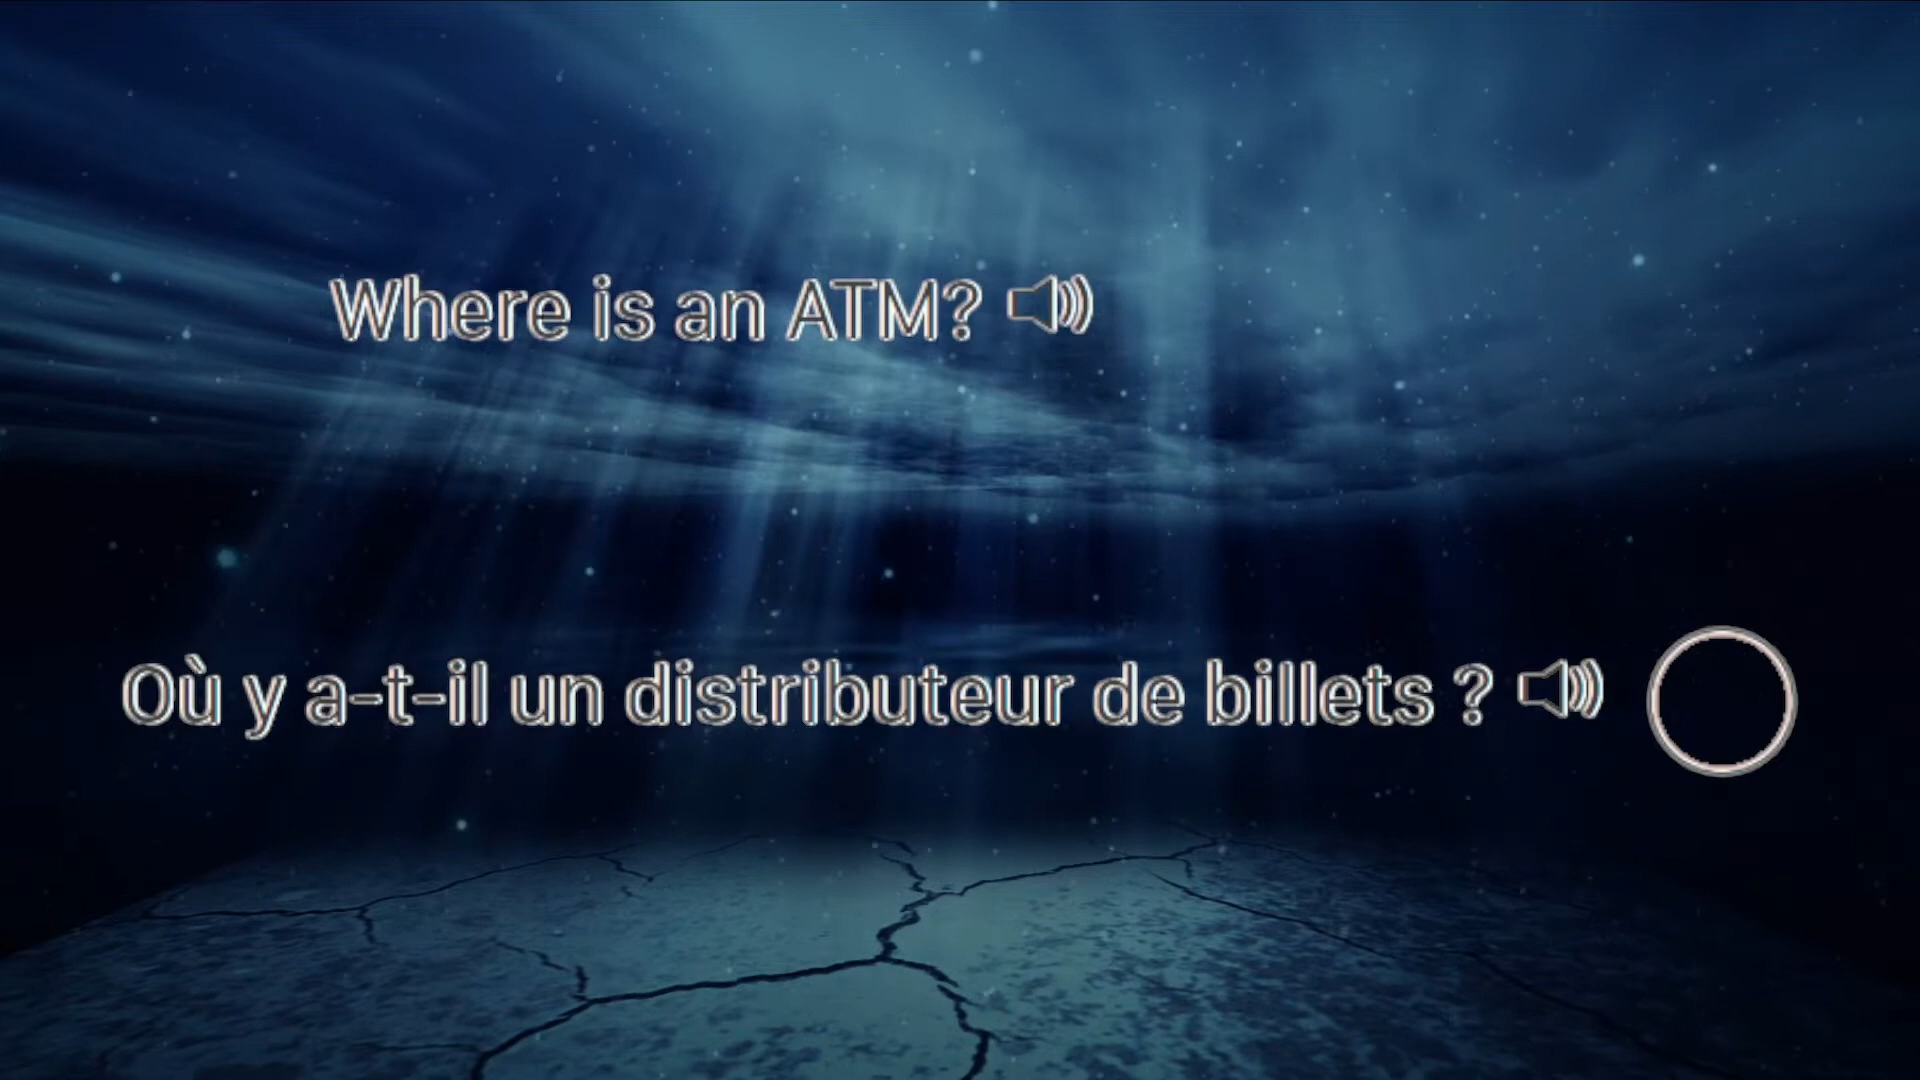 Where is an ATM?
Où y a-t-il un distributeur de billets ?